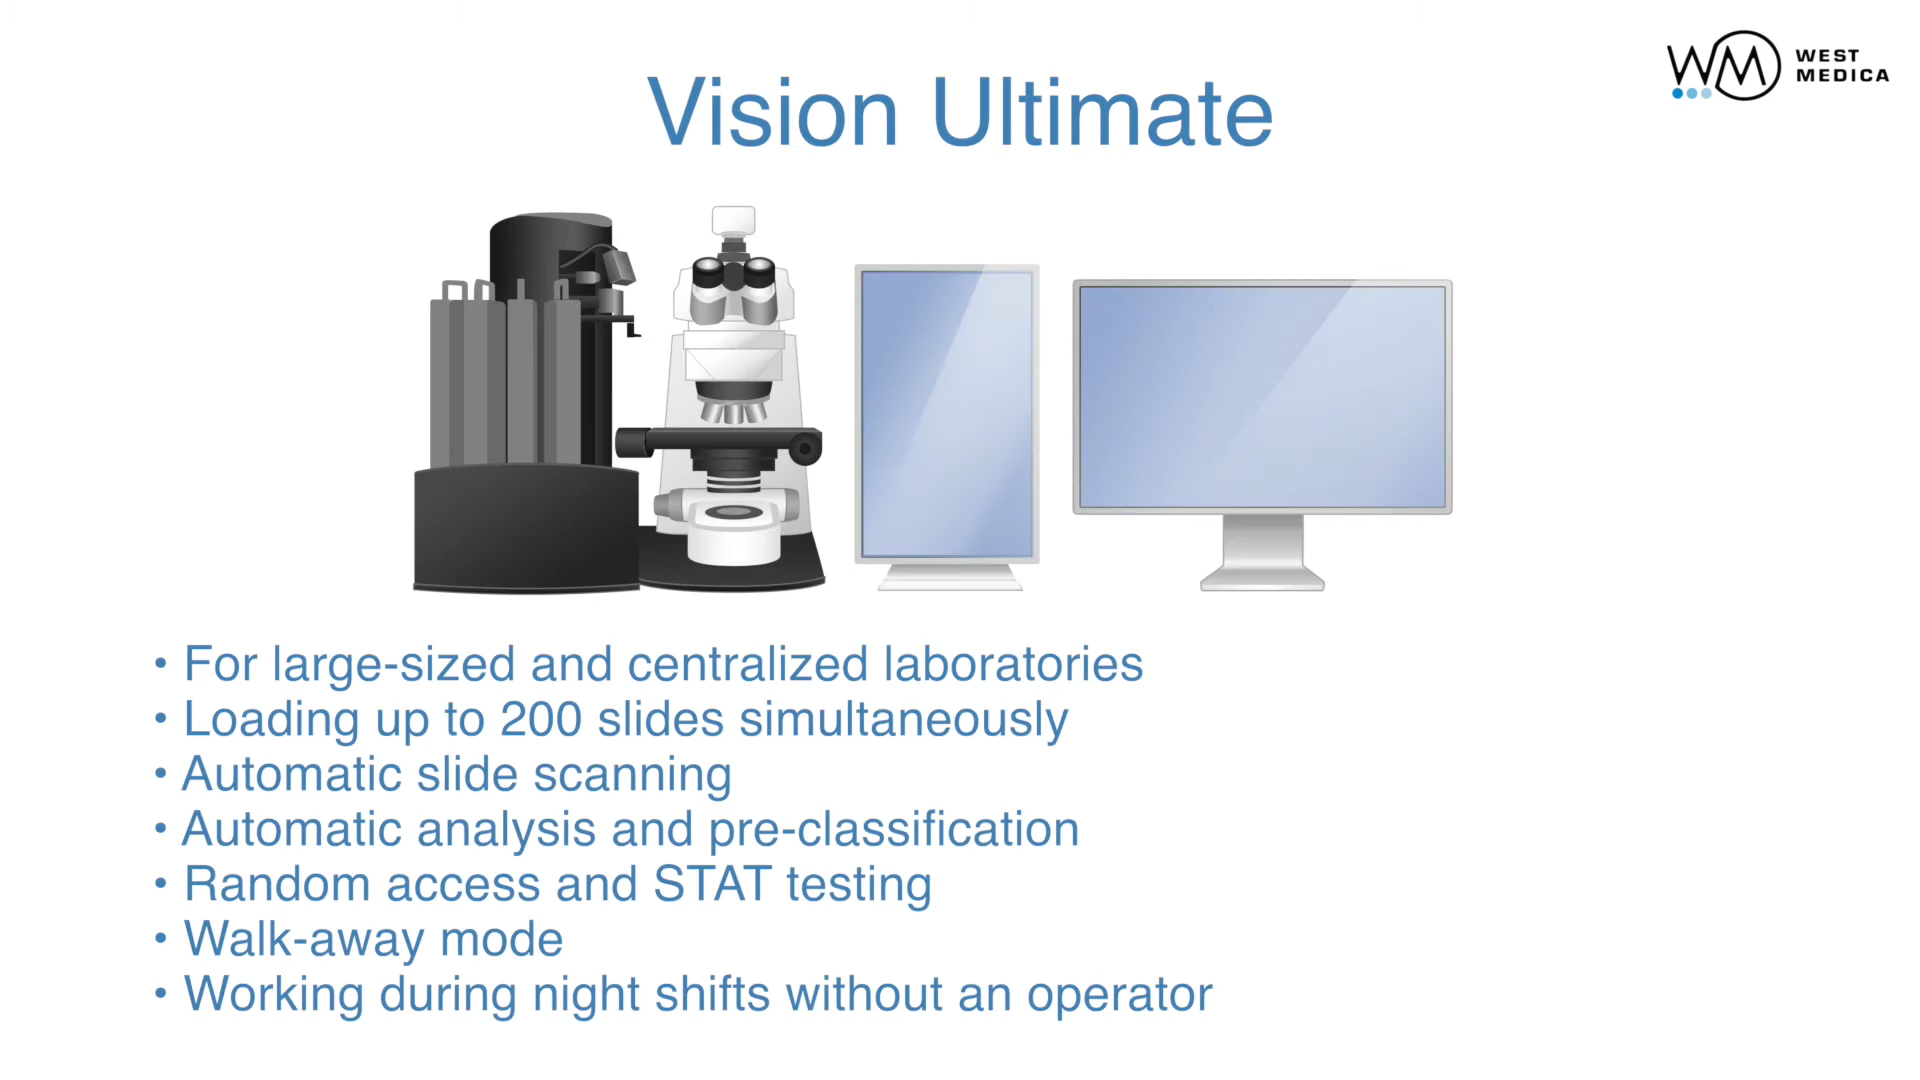 WM WEST
MEDICA
Vision Ultimate
• For large-sized and centralized laboratories
• Loading up to 200 slides simultaneously
• Automatic slide scanning
• Automatic analysis and pre-classification
• Random access and STAT testing
• Walk-away mode
• Working during night shifts without an operator